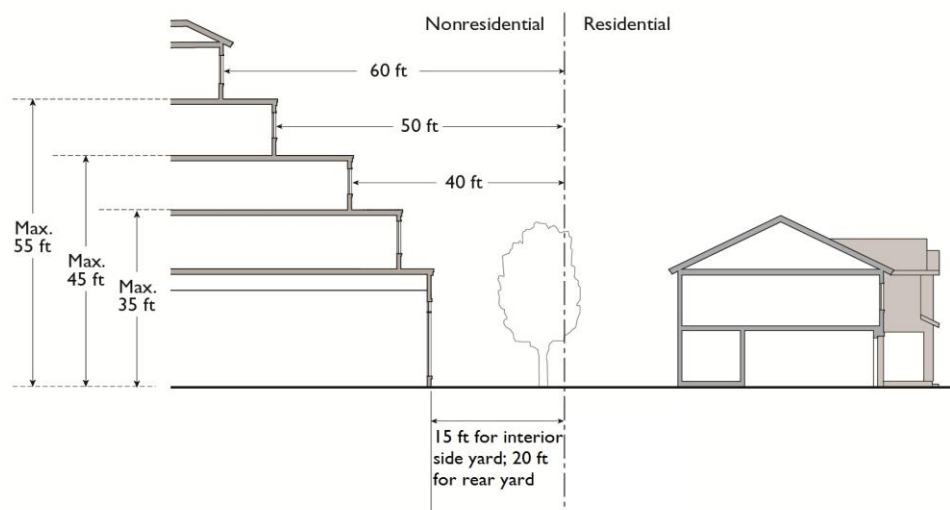 Nonresidential
Residential
60 ft
50 ft
40 ft
Max.
55 ft
Max.
45 ft
Max.
35 ft
15 ft for interior
side yard; 20 ft
for rear yard